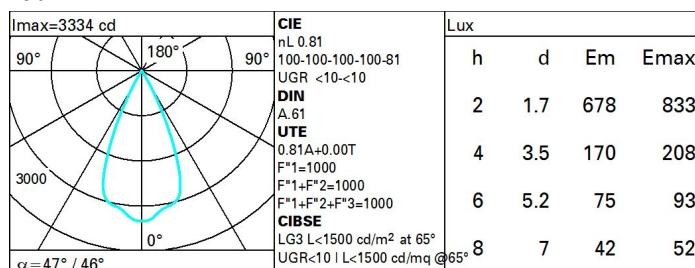 Imax=3334 cd
90° 180° 90°
3000
0°
α=47° / 46°
CIE
nL 0.81
100-100-100-100-81
UGR <10-<10
DIN
A.61
UTE
0.81A+0.00T
F"1=1000
F"1+F"2=1000
F"1+F"2+F"3=1000
CIBSE
LG3 L<1500 cd/m² at 65°
UGR<10 | L<1500 cd/mq @65°
Lux
h d Em Emax
2 1.7 678 833
4 3.5 170 208
6 5.2 75 93
8 7 42 52